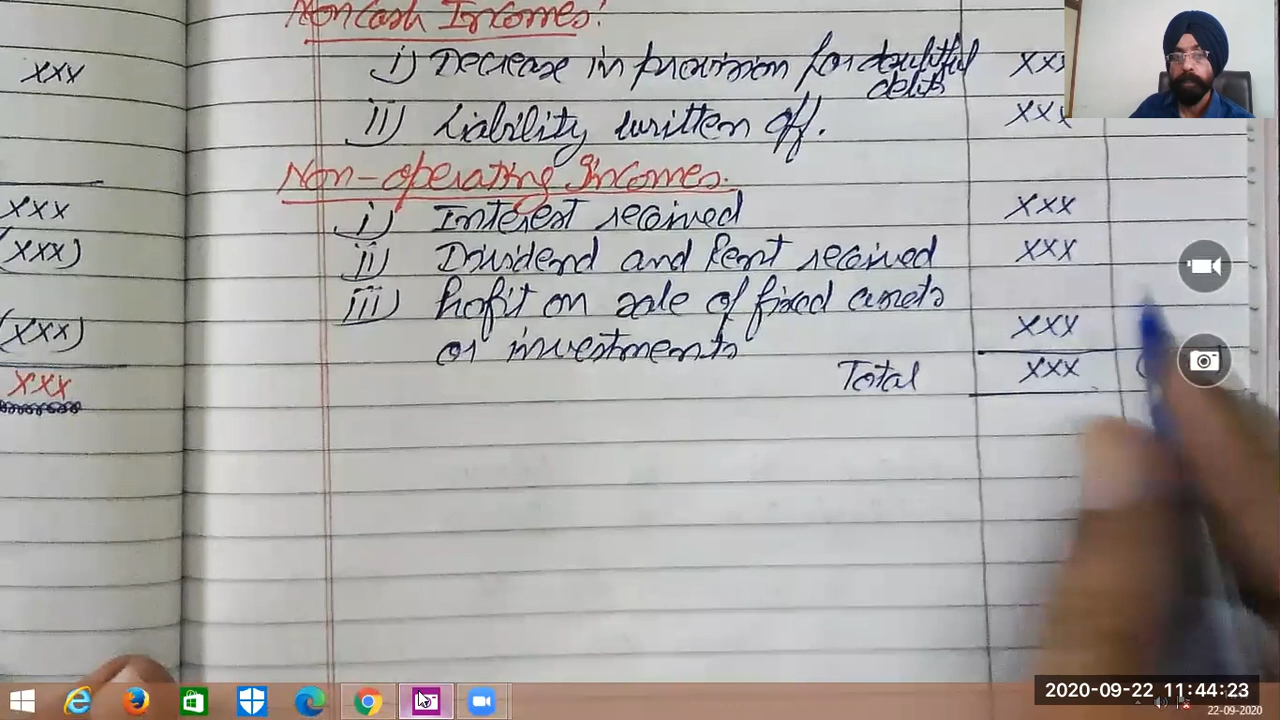 Non Cash Incomes:
xxx i) Decrease in provision for doubtful debts xxx
ii) Liability written off. xxx
Non-operating Incomes.
xxx i) Interest received xxx
(xxx) ii) Dividend and Rent received xxx
iii) Profit on sale of fixed assets
(xxx) or investments xxx
xxx Total xxx (
2020-09-22 11:44:23
22-09-2020